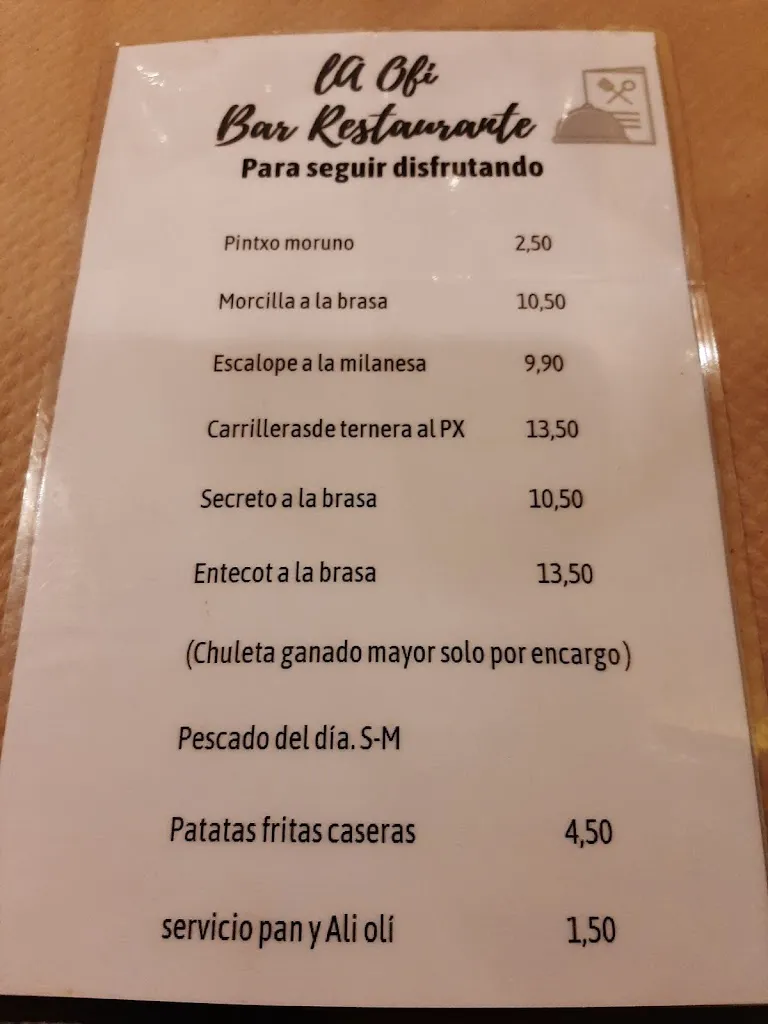 lA Ofi
Bar Restaurante
Para seguir disfrutando
Pintxo moruno 2,50
Morcilla a la brasa 10,50
Escalope a la milanesa 9,90
Carrillerasde ternera al PX 13,50
Secreto a la brasa 10,50
Entecot a la brasa 13,50
(Chuleta ganado mayor solo por encargo)
Pescado del día. S-M
Patatas fritas caseras 4,50
servicio pan y Ali olí 1,50